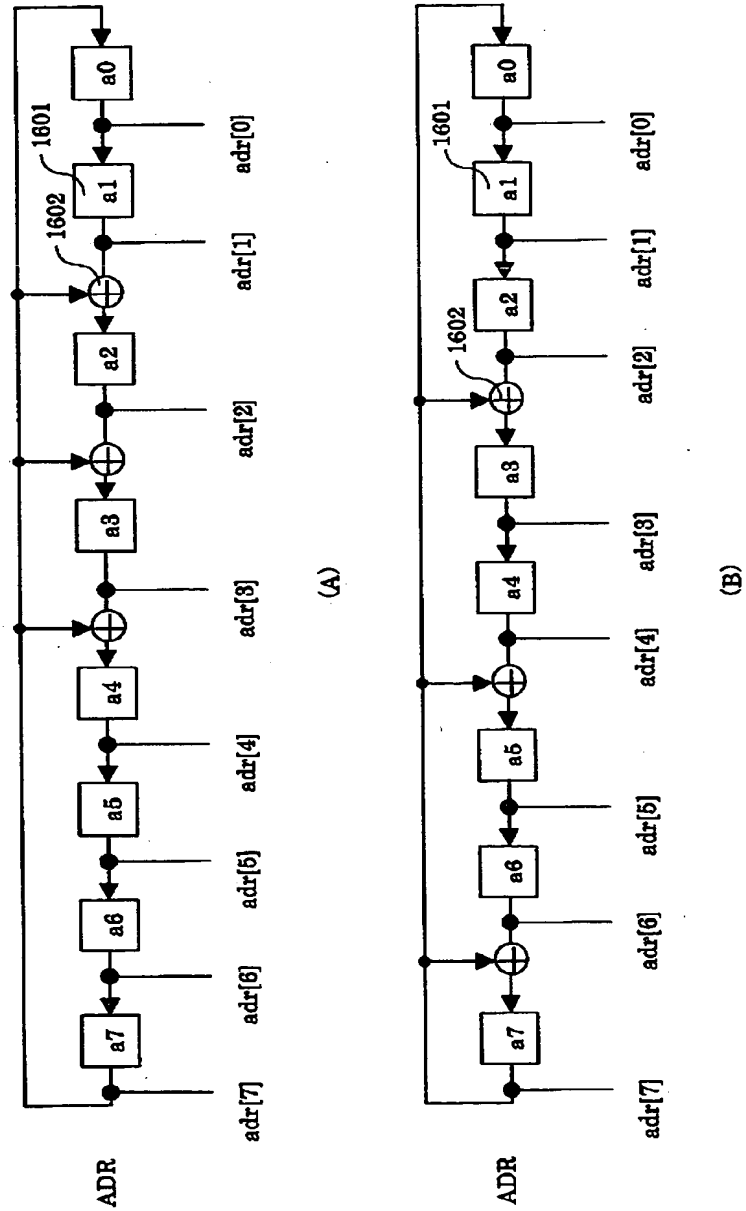 ADR
a7
a6
a5
a4
a3
a2
a1
a0
1602
1601
adr[7]
adr[6]
adr[5]
adr[4]
adr[3]
adr[2]
adr[1]
adr[0]
(A)
ADR
a7
a6
a5
a4
a3
a2
a1
a0
1602
1601
adr[7]
adr[6]
adr[5]
adr[4]
adr[3]
adr[2]
adr[1]
adr[0]
(B)